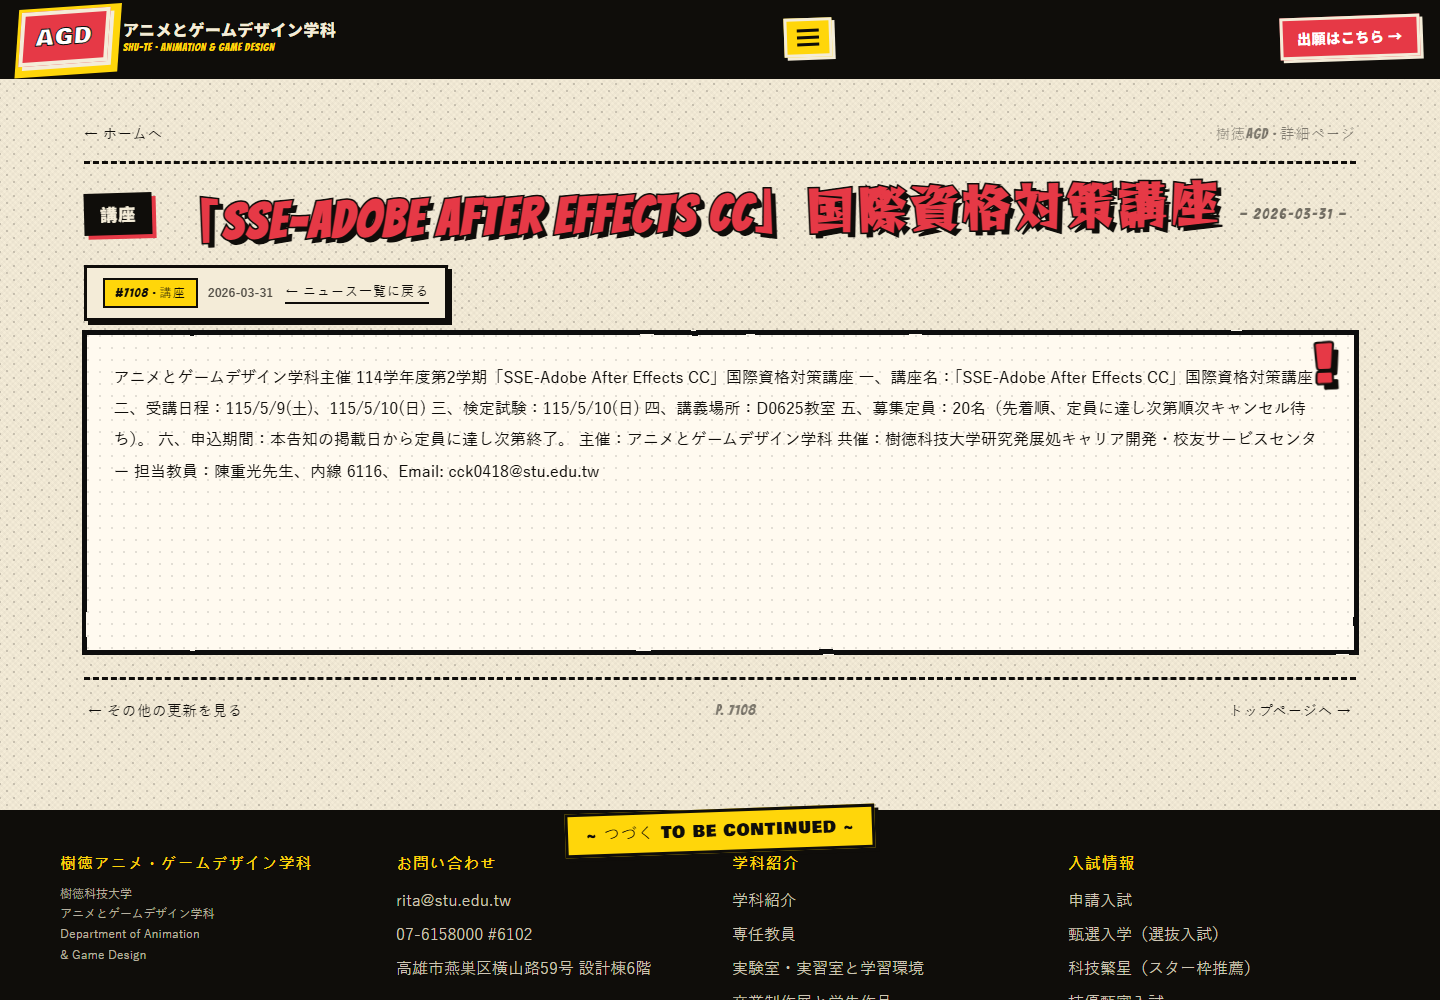 AGD
アニメとゲームデザイン学科
SHU-TE · ANIMATION & GAME DESIGN
出願はこちら →
← ホームへ
樹徳AGD · 詳細ページ
講座
「SSE-ADOBE AFTER EFFECTS CC」 国際資格対策講座
– 2026-03-31 –
#7108 · 講座
2026-03-31
← ニュース一覧に戻る
!
アニメとゲームデザイン学科主催 114学年度第2学期「SSE-Adobe After Effects CC」国際資格対策講座 一、講座名：「SSE-Adobe After Effects CC」国際資格対策講座
二、受講日程：115/5/9(土)、115/5/10(日) 三、検定試験：115/5/10(日) 四、講義場所：D0625教室 五、募集定員：20名（先着順、定員に達し次第順次キャンセル待
ち）。 六、申込期間：本告知の掲載日から定員に達し次第終了。 主催：アニメとゲームデザイン学科 共催：樹徳科技大学研究発展処キャリア開発・校友サービスセンタ
ー 担当教員：陳重光先生、内線 6116、Email: cck0418@stu.edu.tw
← その他の更新を見る
P. 7108
トップページへ →
~ つづく TO BE CONTINUED ~
樹徳アニメ・ゲームデザイン学科
樹徳科技大学
アニメとゲームデザイン学科
Department of Animation
& Game Design
お問い合わせ
rita@stu.edu.tw
07-6158000 #6102
高雄市燕巣区横山路59号 設計棟6階
学科紹介
学科紹介
専任教員
実験室・実習室と学習環境
卒業制作展と学生作品
入試情報
申請入試
甄選入学（選抜入試）
科技繁星（スター枠推薦）
技優甄審入試